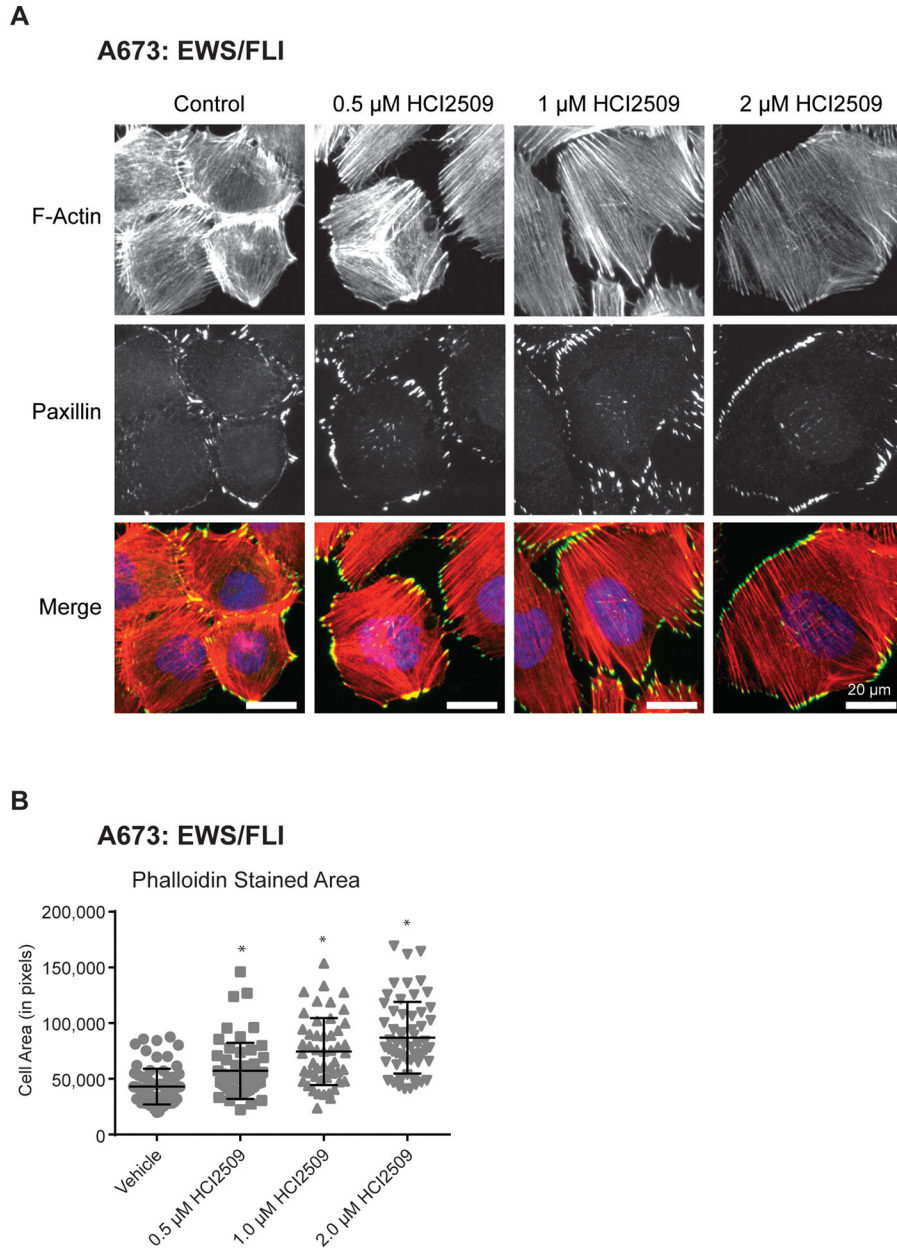 A
A673: EWS/FLI
Control 0.5 µM HCI2509 1 µM HCI2509 2 µM HCI2509
F-Actin
Paxillin
Merge
20 µm
B
A673: EWS/FLI
Phalloidin Stained Area
Cell Area (in pixels)
200,000
150,000
100,000
50,000
0
* * *
Vehicle
0.5 µM HCI2509
1.0 µM HCI2509
2.0 µM HCI2509